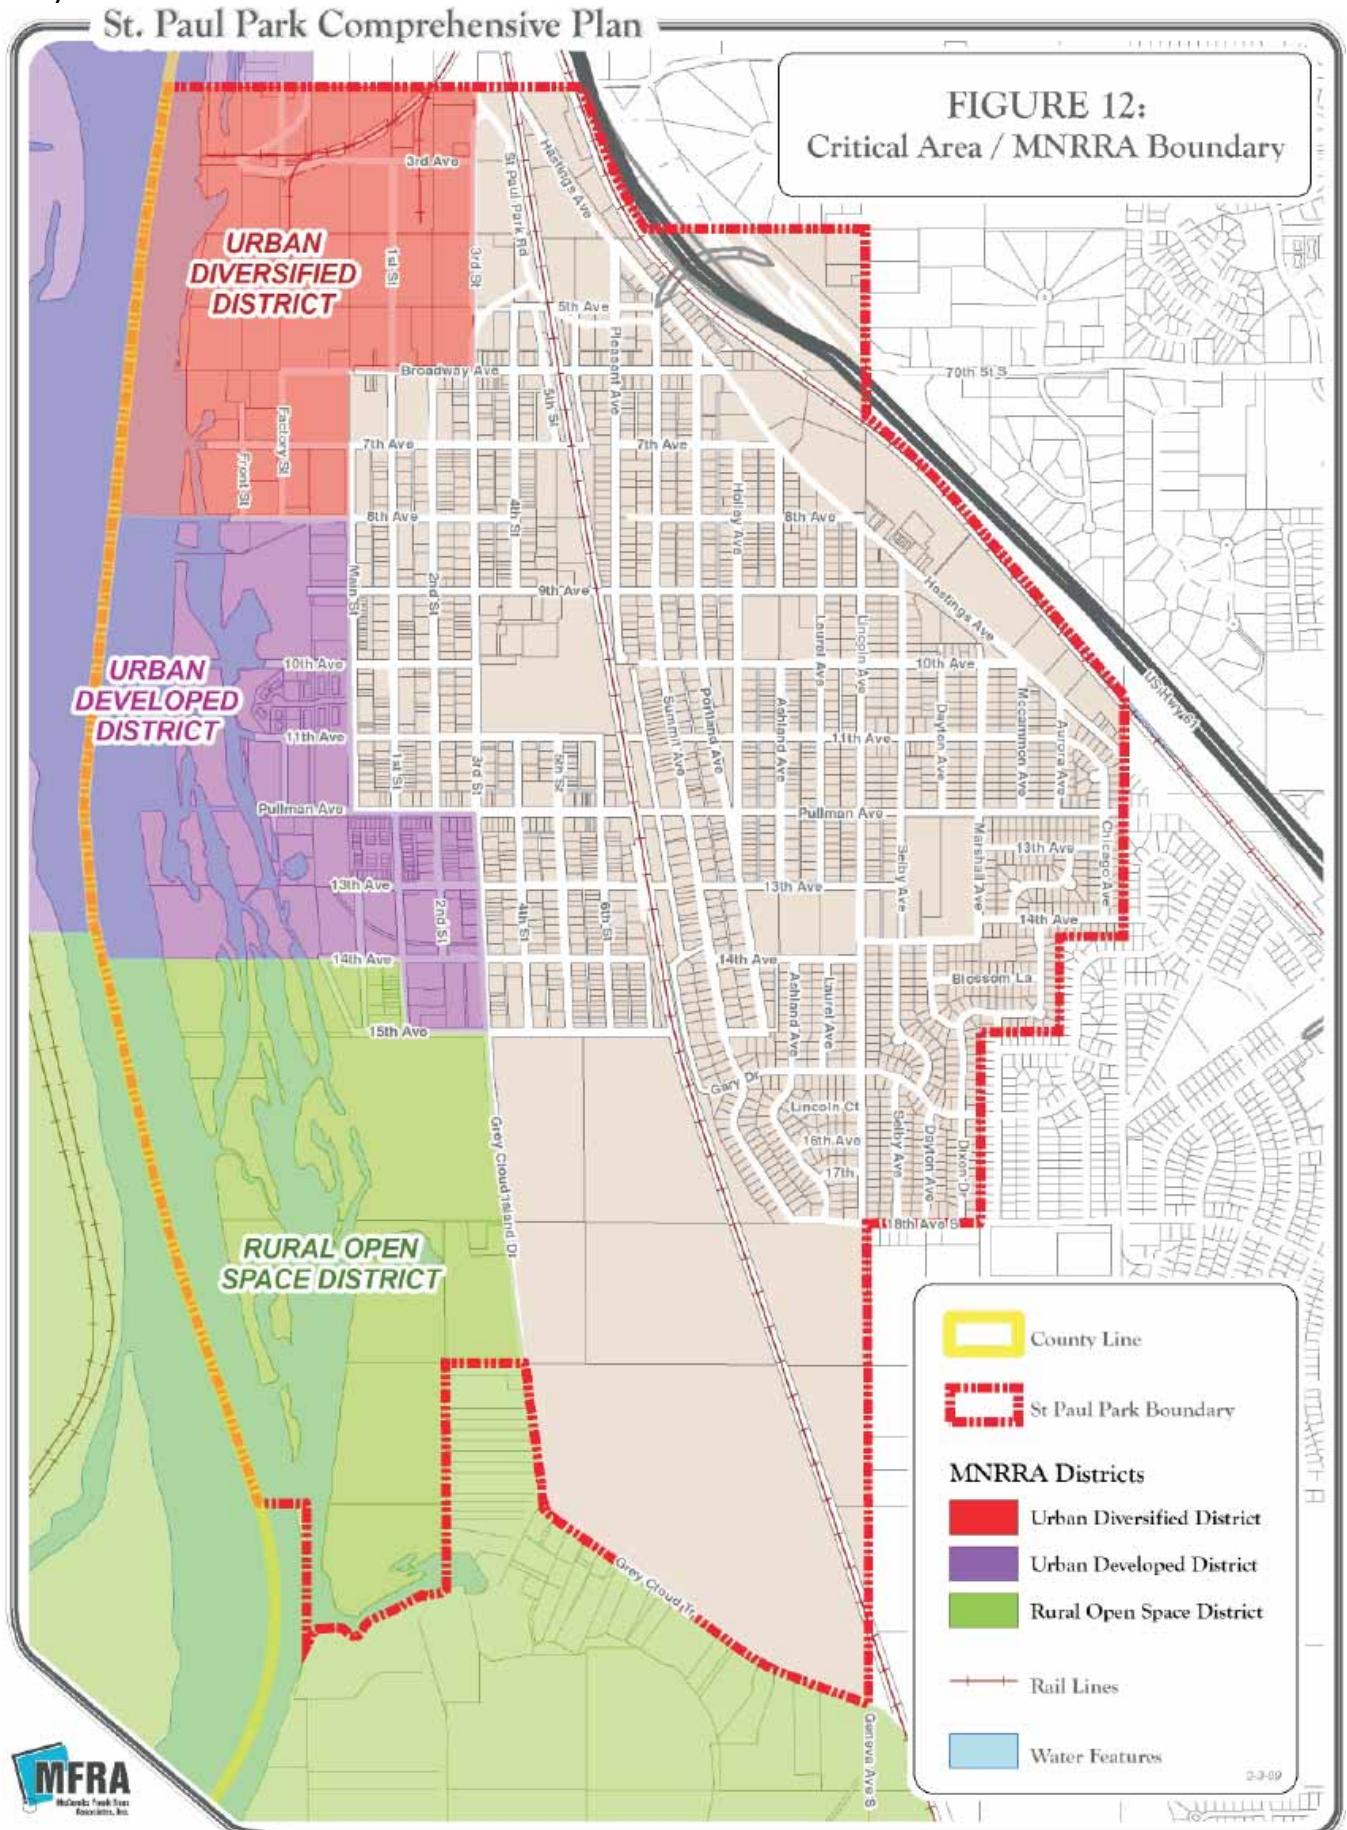 St. Paul Park Comprehensive Plan
FIGURE 12:
Critical Area / MNRRA Boundary
3rd Ave
St Paul Park Rd
Hastings Ave
URBAN
DIVERSIFIED
DISTRICT
1st St
3rd St
5th Ave
Pleasant Ave
Broadway Ave
70th St S
5th St
Factory St
Front St
7th Ave
7th Ave
Holley Ave
4th St
8th Ave
8th Ave
Main St
2nd St
9th Ave
Hastings Ave
Laurel Ave
Lincoln Ave
10th Ave
10th Ave
URBAN
DEVELOPED
DISTRICT
US Hwy 61
Summit Ave
Portland Ave
Ashland Ave
Dayton Ave
Mccammon Ave
Aurora Ave
11th Ave
11th Ave
1st St
3rd St
5th St
Pullman Ave
Pullman Ave
Selby Ave
Marshall Ave
Chicago Ave
13th Ave
13th Ave
13th Ave
2nd St
4th St
6th St
14th Ave
14th Ave
14th Ave
Ashland Ave
Laurel Ave
Blossom La
15th Ave
Gary Dr
Lincoln Ct
16th Ave
17th
Selby Ave
Dayton Ave
Dixon Dr
18th Ave S
Grey Cloud Island Dr
RURAL OPEN
SPACE DISTRICT
Grey Cloud Tr
Geneva Ave S
County Line
St Paul Park Boundary
MNRRA Districts
Urban Diversified District
Urban Developed District
Rural Open Space District
Rail Lines
Water Features
2-3-09
MFRA